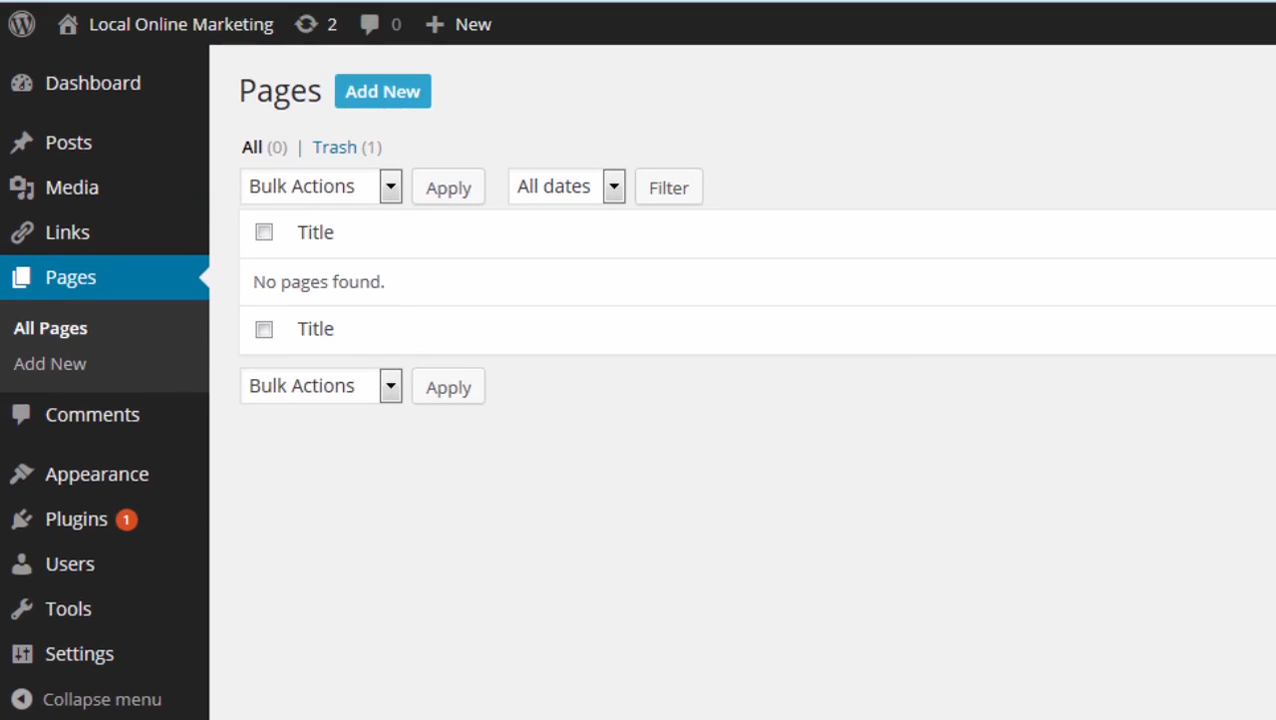 Local Online Marketing 2 0 New
Dashboard
Posts
Media
Links
Pages
All Pages
Add New
Comments
Appearance
Plugins 1
Users
Tools
Settings
Collapse menu
Pages Add New
All (0) | Trash (1)
Bulk Actions Apply All dates Filter
Title
No pages found.
Title
Bulk Actions Apply